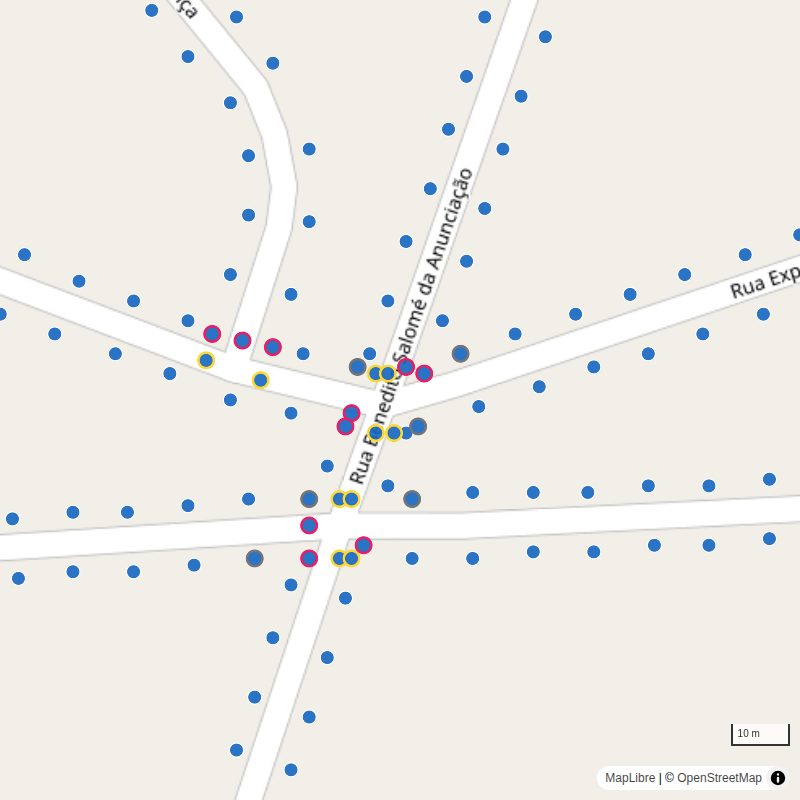 ça
Rua Benedito Salomé da Anunciação
Rua Exp
10 m
MapLibre | © OpenStreetMap